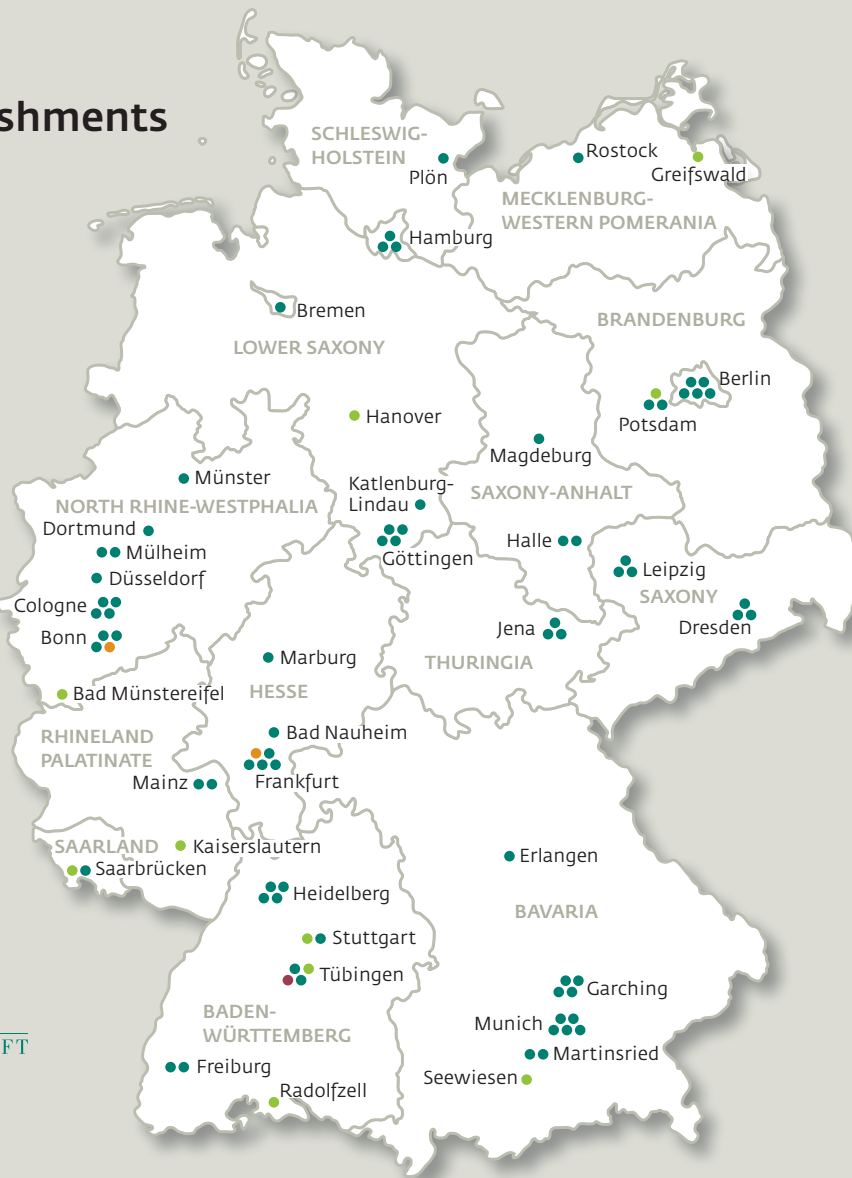 shments
SCHLESWIG-
HOLSTEIN
Plön
Rostock
Greifswald
MECKLENBURG-
WESTERN POMERANIA
Hamburg
Bremen
LOWER SAXONY
BRANDENBURG
Berlin
Potsdam
Hanover
Magdeburg
Münster
Katlenburg-
Lindau
SAXONY-ANHALT
NORTH RHINE-WESTPHALIA
Dortmund
Mülheim
Göttingen
Halle
Leipzig
Düsseldorf
SAXONY
Cologne
Dresden
Bonn
Jena
Marburg
THURINGIA
Bad Münstereifel
HESSE
RHINELAND
PALATINATE
Bad Nauheim
Mainz
Frankfurt
SAARLAND
Kaiserslautern
Saarbrücken
Erlangen
Heidelberg
BAVARIA
Stuttgart
Tübingen
Garching
BADEN-
WÜRTTEMBERG
Munich
FT
Martinsried
Freiburg
Seewiesen
Radolfzell